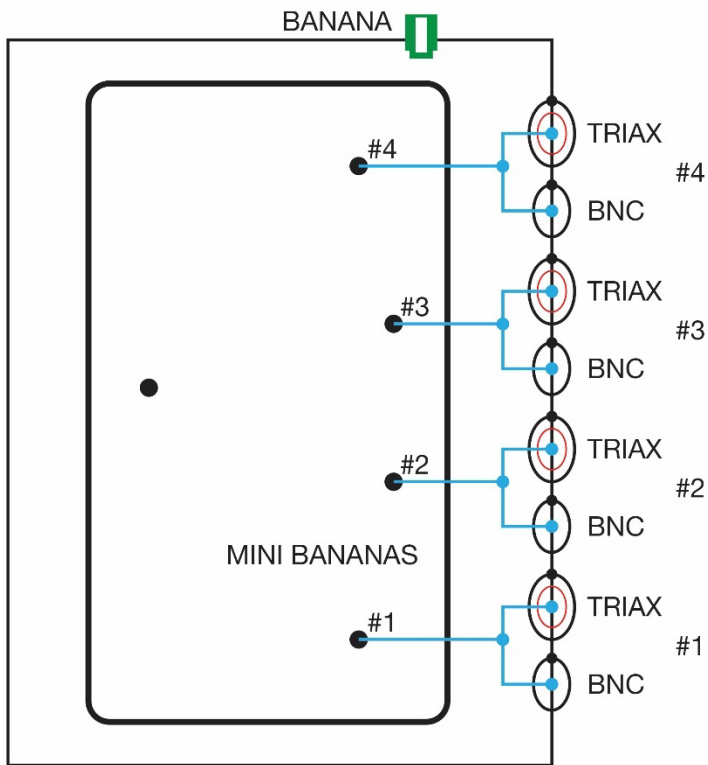 BANANA
TRIAX
#4
#4
BNC
TRIAX
#3
#3
BNC
TRIAX
#2
#2
BNC
MINI BANANAS
TRIAX
#1
#1
BNC